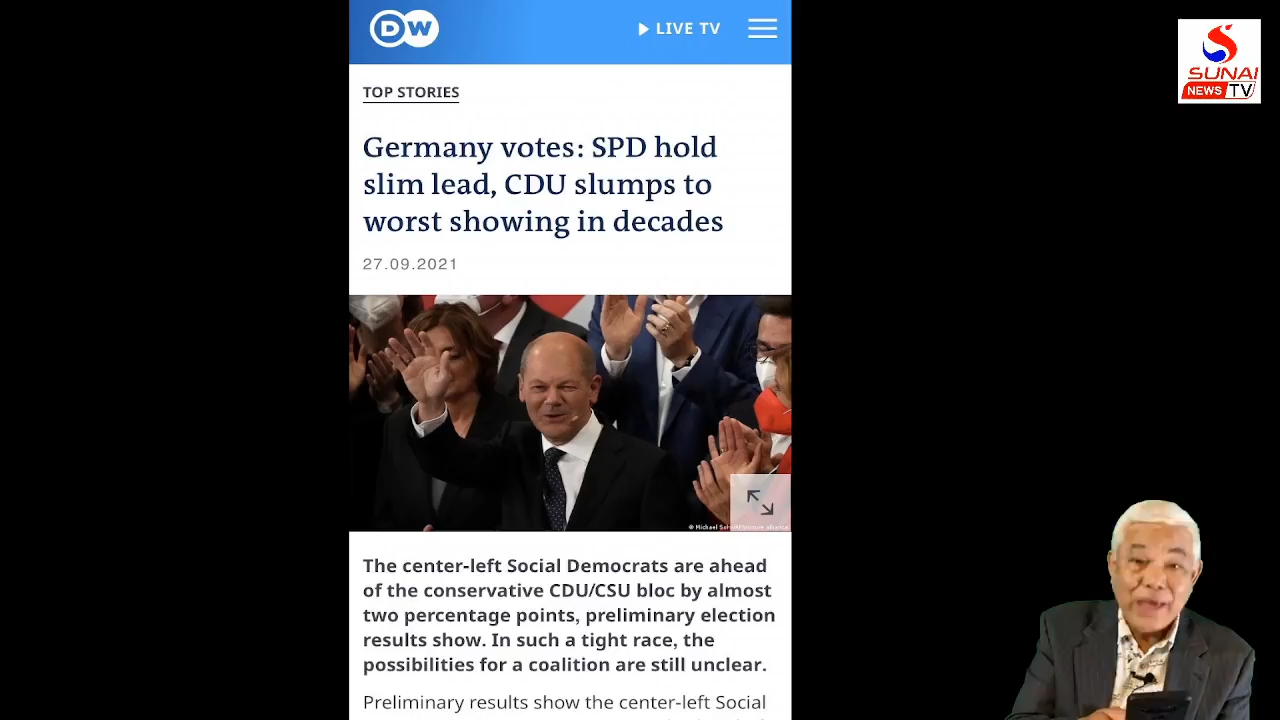 DW
LIVE TV
SUNAI
NEWS TV
TOP STORIES
Germany votes: SPD hold
slim lead, CDU slumps to
worst showing in decades
27.09.2021
The center-left Social Democrats are ahead
of the conservative CDU/CSU bloc by almost
two percentage points, preliminary election
results show. In such a tight race, the
possibilities for a coalition are still unclear.
Preliminary results show the center-left Social